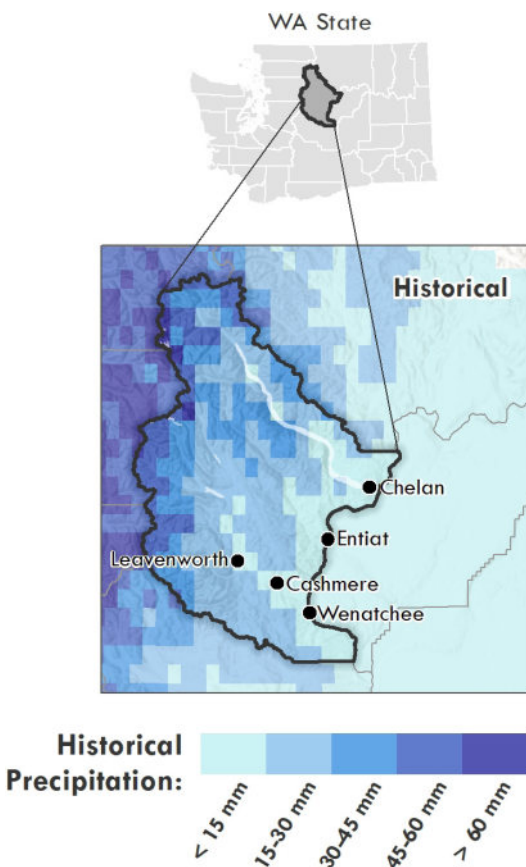 WA State
Historical
Chelan
Entiat
Leavenworth
Cashmere
Wenatchee
Historical
Precipitation:
< 15 mm
15-30 mm
30-45 mm
45-60 mm
> 60 mm